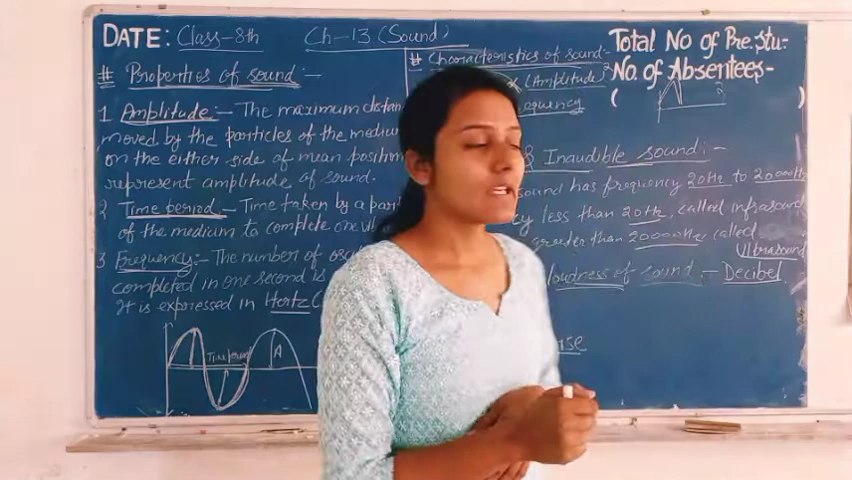 DATE: Class-8th
Ch-13 (Sound)
# Properties of sound:-
1 Amplitude:- The maximum distan
moved by the particles of the mediu
on the either side of mean position
represent amplitude of sound.
2 Time period - Time taken by a part
of the medium to complete one
3 Frequency:- The number of osc
completed in one second is
It is expressed in Hertz (
Time period
A
# Characteristics of sound:-
(Amplitude)
equency
& Inaudible sound:-
sound has frequency 20Hz to 20000Hz
cy less than 20Hz, called infrasound
greater than 20000Hz called
Ultrasound
loudness of sound - Decibel
Total No of Pre.Stu:-
No. of Absentees-
( )